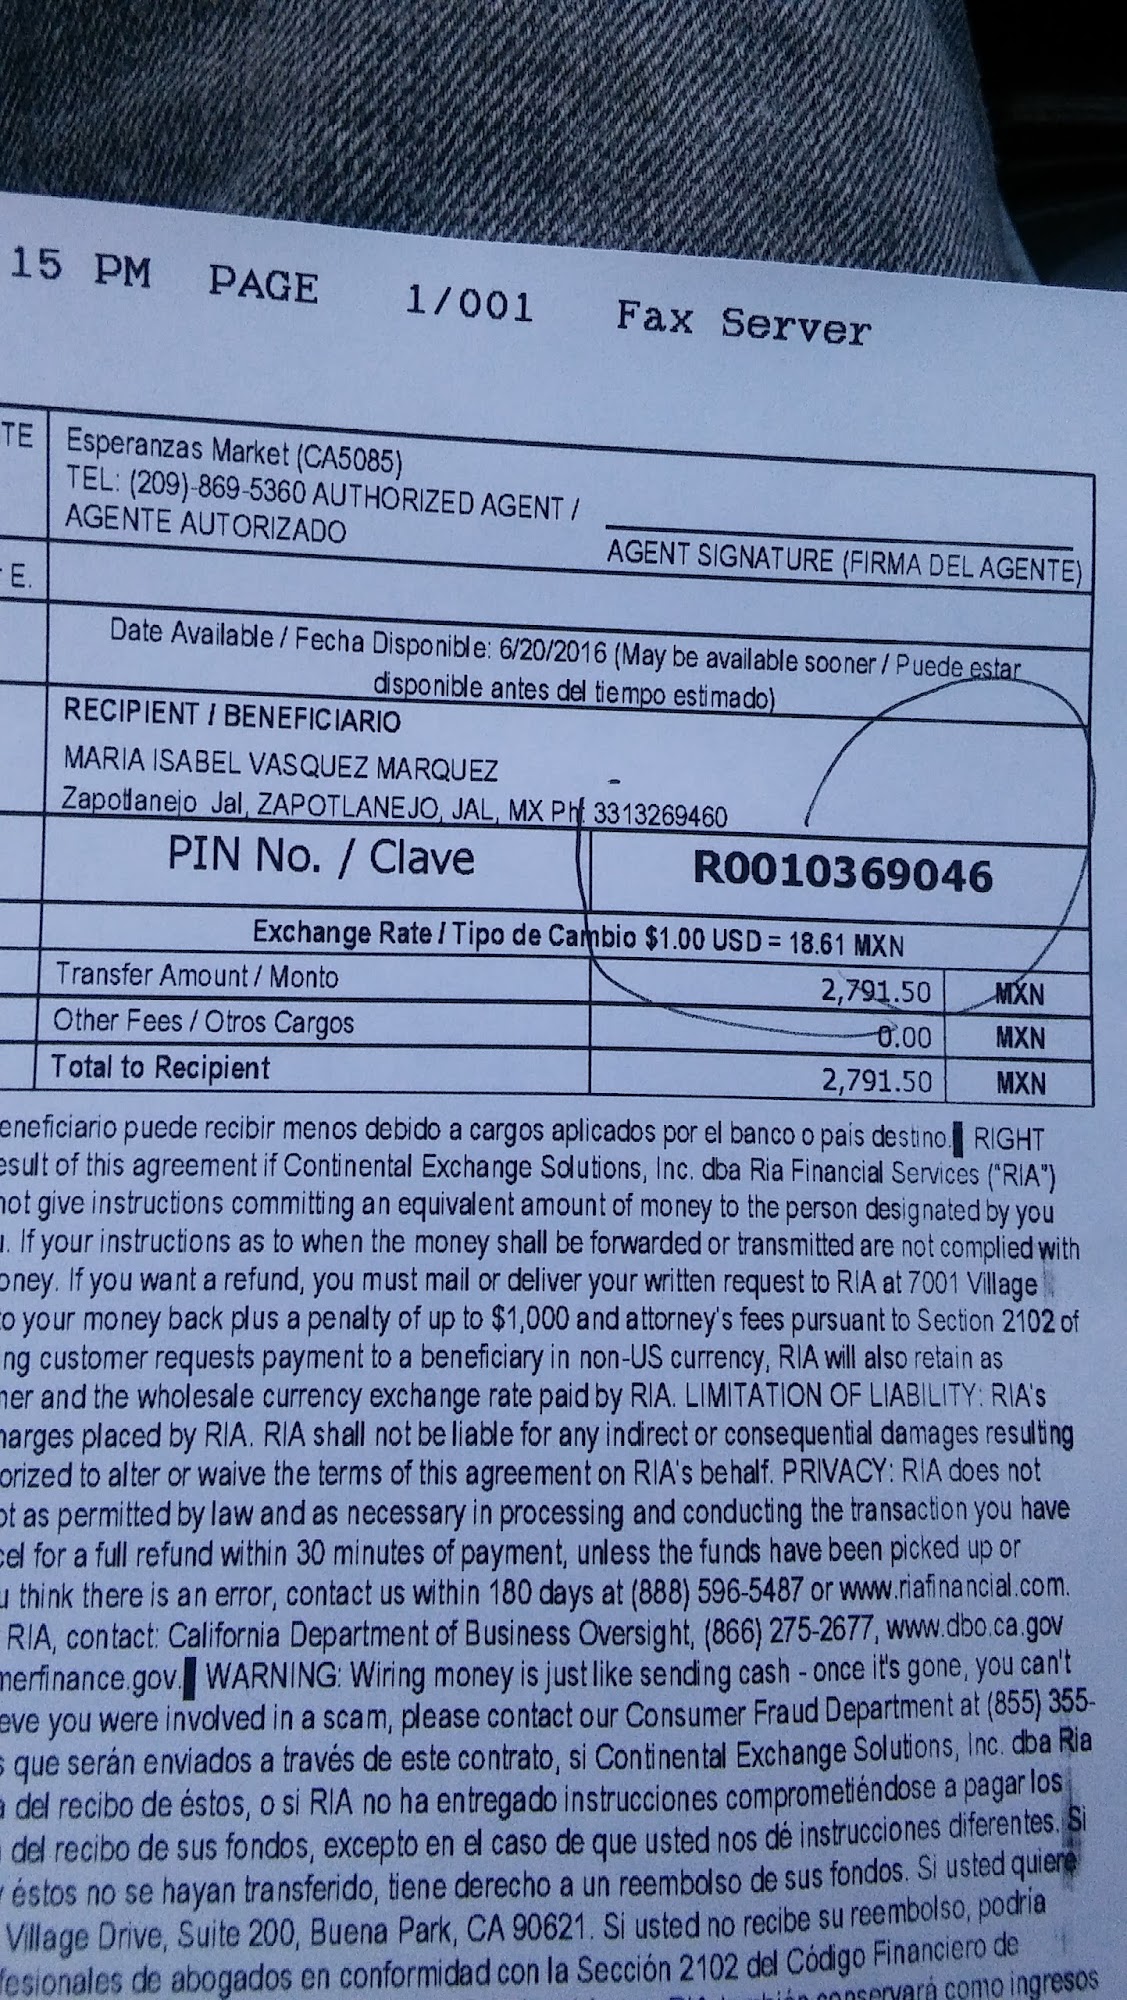 15 PM PAGE 1/001 Fax Server
TE
Esperanzas Market (CA5085)
TEL: (209)-869-5360 AUTHORIZED AGENT /
AGENTE AUTORIZADO
AGENT SIGNATURE (FIRMA DEL AGENTE)
E.
Date Available / Fecha Disponible: 6/20/2016 (May be available sooner / Puede estar
disponible antes del tiempo estimado)
RECIPIENT / BENEFICIARIO
MARIA ISABEL VASQUEZ MARQUEZ
Zapotlanejo Jal, ZAPOTLANEJO, JAL, MX Ph: 3313269460
PIN No. / Clave R0010369046
Exchange Rate / Tipo de Cambio $1.00 USD = 18.61 MXN
Transfer Amount / Monto 2,791.50 MXN
Other Fees / Otros Cargos 0.00 MXN
Total to Recipient 2,791.50 MXN
eneficiario puede recibir menos debido a cargos aplicados por el banco o pais destino. RIGHT
esult of this agreement if Continental Exchange Solutions, Inc. dba Ria Financial Services ("RIA")
not give instructions committing an equivalent amount of money to the person designated by you
. If your instructions as to when the money shall be forwarded or transmitted are not complied with
oney. If you want a refund, you must mail or deliver your written request to RIA at 7001 Village
o your money back plus a penalty of up to $1,000 and attorney's fees pursuant to Section 2102 of
ng customer requests payment to a beneficiary in non-US currency, RIA will also retain as
mer and the wholesale currency exchange rate paid by RIA. LIMITATION OF LIABILITY: RIA's
harges placed by RIA. RIA shall not be liable for any indirect or consequential damages resulting
orized to alter or waive the terms of this agreement on RIA's behalf. PRIVACY: RIA does not
pt as permitted by law and as necessary in processing and conducting the transaction you have
cel for a full refund within 30 minutes of payment, unless the funds have been picked up or
u think there is an error, contact us within 180 days at (888) 596-5487 or www.riafinancial.com.
RIA, contact: California Department of Business Oversight, (866) 275-2677, www.dbo.ca.gov
merfinance.gov. WARNING: Wiring money is just like sending cash - once it's gone, you can't
eve you were involved in a scam, please contact our Consumer Fraud Department at (855) 355-
s que serán enviados a través de este contrato, si Continental Exchange Solutions, Inc. dba Ria
a del recibo de éstos, o si RIA no ha entregado instrucciones comprometiéndose a pagar los
del recibo de sus fondos, excepto en el caso de que usted nos dé instrucciones diferentes. Si
y éstos no se hayan transferido, tiene derecho a un reembolso de sus fondos. Si usted quiere
Village Drive, Suite 200, Buena Park, CA 90621. Si usted no recibe su reembolso, podría
fesionales de abogados en conformidad con la Sección 2102 del Código Financiero de
conservará como ingresos